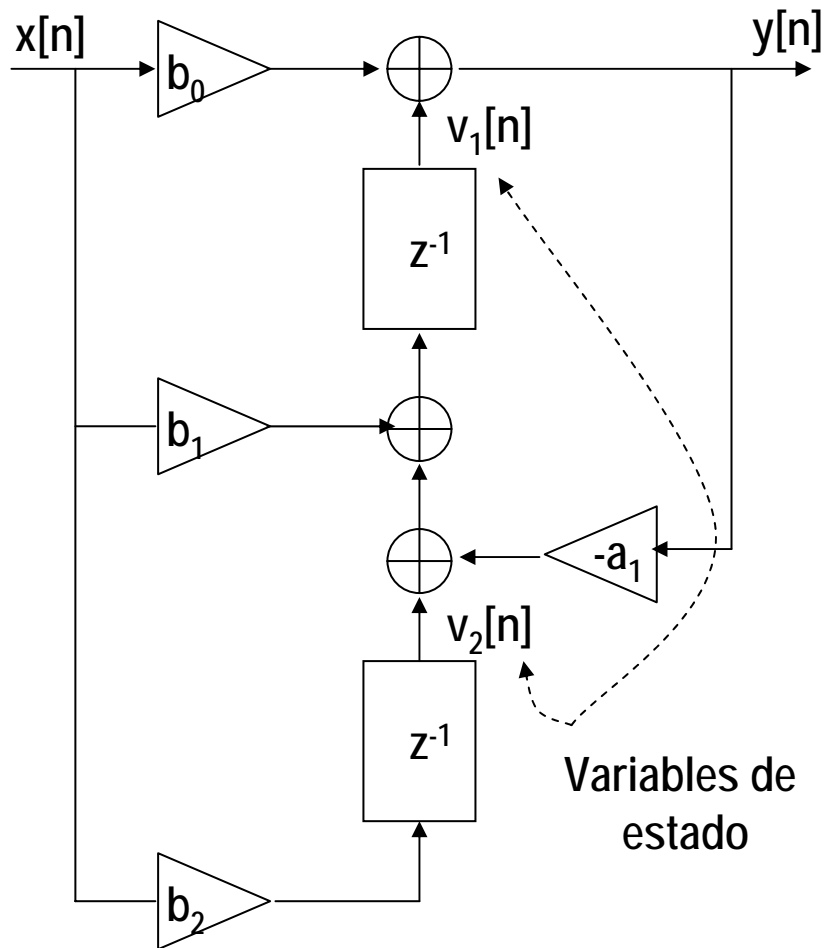 x[n]
y[n]
b₀
v₁[n]
z⁻¹
b₁
-a₁
v₂[n]
z⁻¹
Variables de
estado
b₂